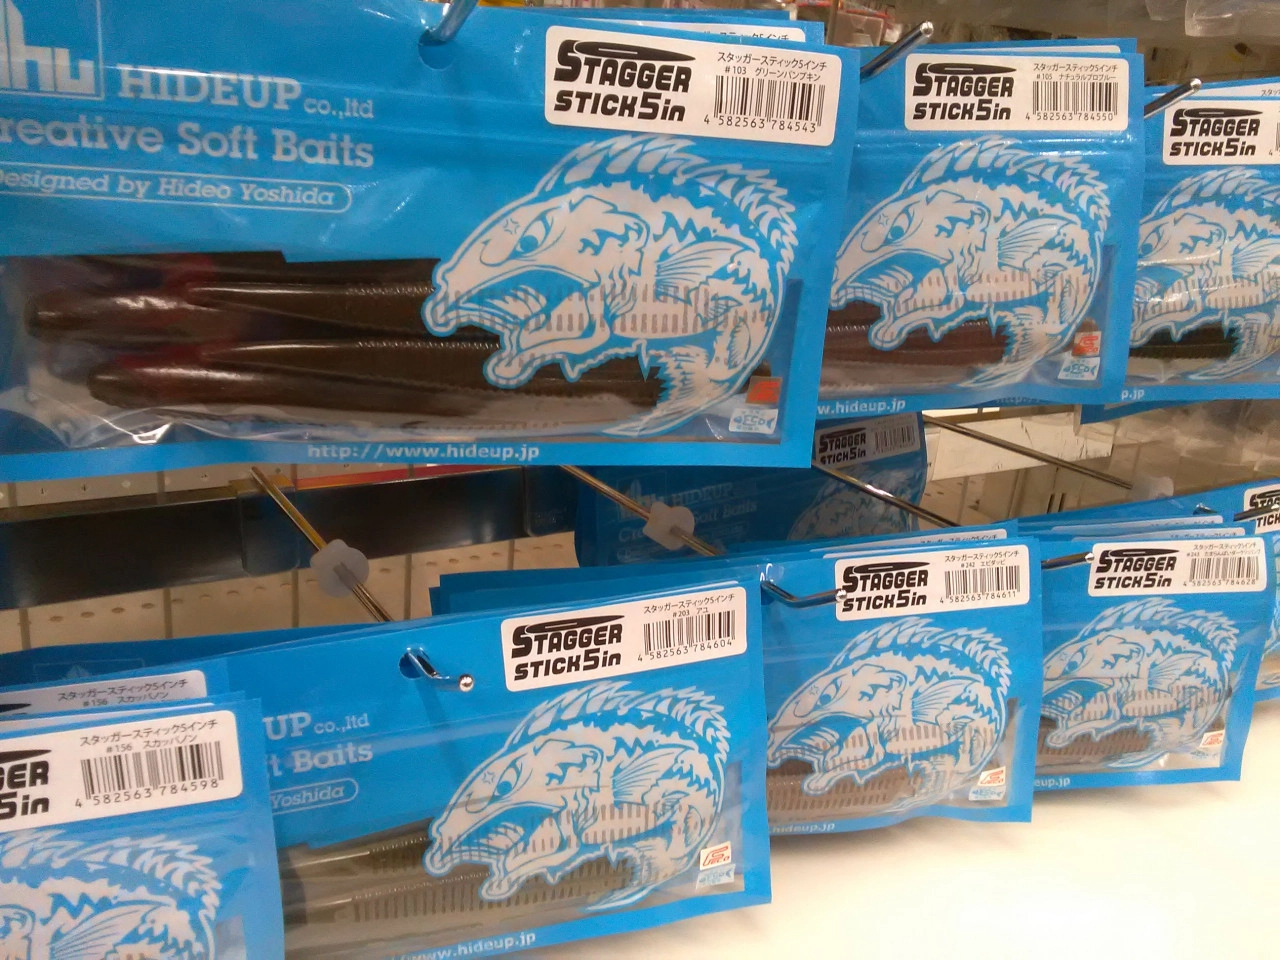 HIDEUP co.,ltd
reative Soft Baits
Designed by Hideo Yoshida
STAGGER
STICK5in
スタッガースティック5インチ
#103 グリーンパンプキン
4 582563 784543
http://www.hideup.jp
STAGGER
STICK5in
スタッガースティック5インチ
#105 ナチュラルプロブルー
4 582563 784550
w.hideup.jp
STAGGER
STICK5in
p.jp
STAGGER
STICK5in
HIDEUP
スタッガースティック5インチ
#156 スカッパノン
スタッガースティック5インチ
#156 スカッパノン
4 582563 784598
GER
5in
UP co.,ltd
t Baits
Yoshida
STAGGER
STICK5in
スタッガースティック5インチ
#203 アユ
4 582563 784604
www.hideup.jp
STAGGER
STICK5in
スタッガースティック5インチ
#242 エビダッピ
4 582563 784611
hideup.jp
STAGGER
STICK5in
スタッガースティック5インチ
4 582563 784628
hideup.jp